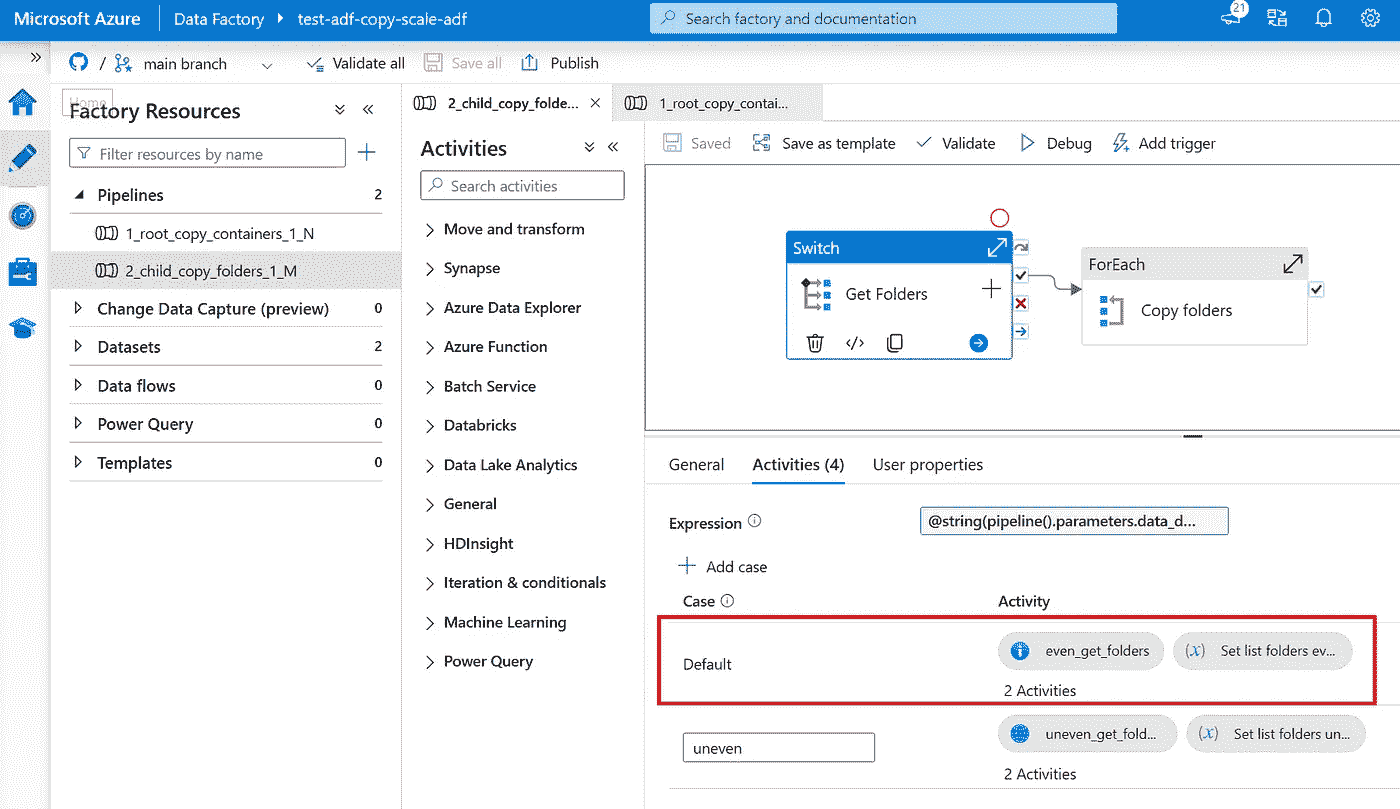 Microsoft Azure
Data Factory
test-adf-copy-scale-adf
Search factory and documentation
21
/
main branch
Validate all
Save all
Publish
Home
Factory Resources
Filter resources by name
Pipelines 2
1_root_copy_containers_1_N
2_child_copy_folders_1_M
Change Data Capture (preview) 0
Datasets 2
Data flows 0
Power Query 0
Templates 0
2_child_copy_folde...
1_root_copy_contai...
Activities
Search activities
Move and transform
Synapse
Azure Data Explorer
Azure Function
Batch Service
Databricks
Data Lake Analytics
General
HDInsight
Iteration & conditionals
Machine Learning
Power Query
Saved
Save as template
Validate
Debug
Add trigger
Switch
Get Folders
ForEach
Copy folders
General
Activities (4)
User properties
Expression
@string(pipeline().parameters.data_d...
Add case
Case
Activity
Default
even_get_folders
(x) Set list folders ev...
2 Activities
uneven
uneven_get_fold...
(x) Set list folders un...
2 Activities